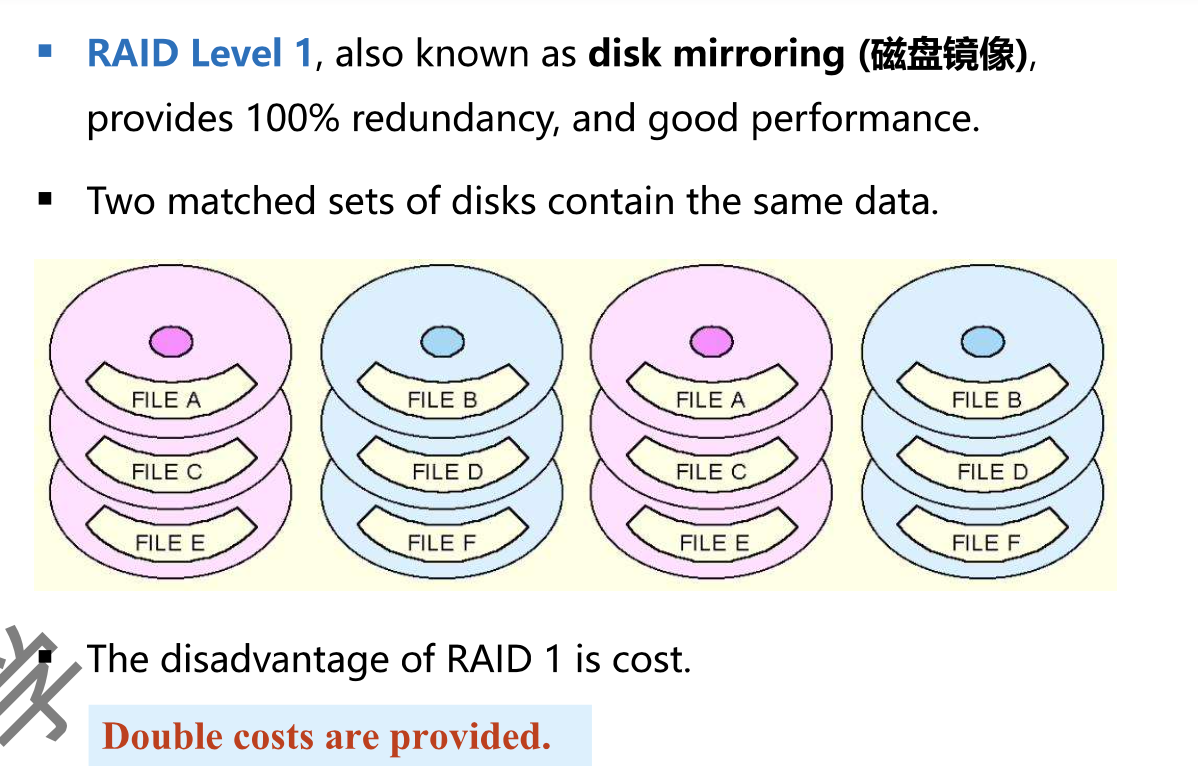 ▪ RAID Level 1, also known as disk mirroring (磁盘镜像),
provides 100% redundancy, and good performance.
▪ Two matched sets of disks contain the same data.
FILE A FILE B FILE A FILE B
FILE C FILE D FILE C FILE D
FILE E FILE F FILE E FILE F
▪ The disadvantage of RAID 1 is cost.
学
Double costs are provided.